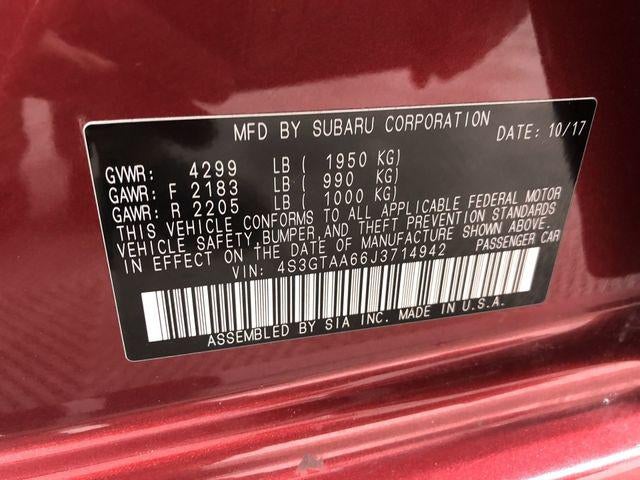 MFD BY SUBARU CORPORATION DATE: 10/17
GVWR: 4299 LB ( 1950 KG)
GAWR: F 2183 LB ( 990 KG)
GAWR: R 2205 LB ( 1000 KG)
THIS VEHICLE CONFORMS TO ALL APPLICABLE FEDERAL MOTOR
VEHICLE SAFETY,BUMPER,AND THEFT PREVENTION STANDARDS
IN EFFECT ON THE DATE OF MANUFACTURE SHOWN ABOVE.
VIN: 4S3GTAA66J3714942 PASSENGER CAR
ASSEMBLED BY SIA INC. MADE IN U.S.A.